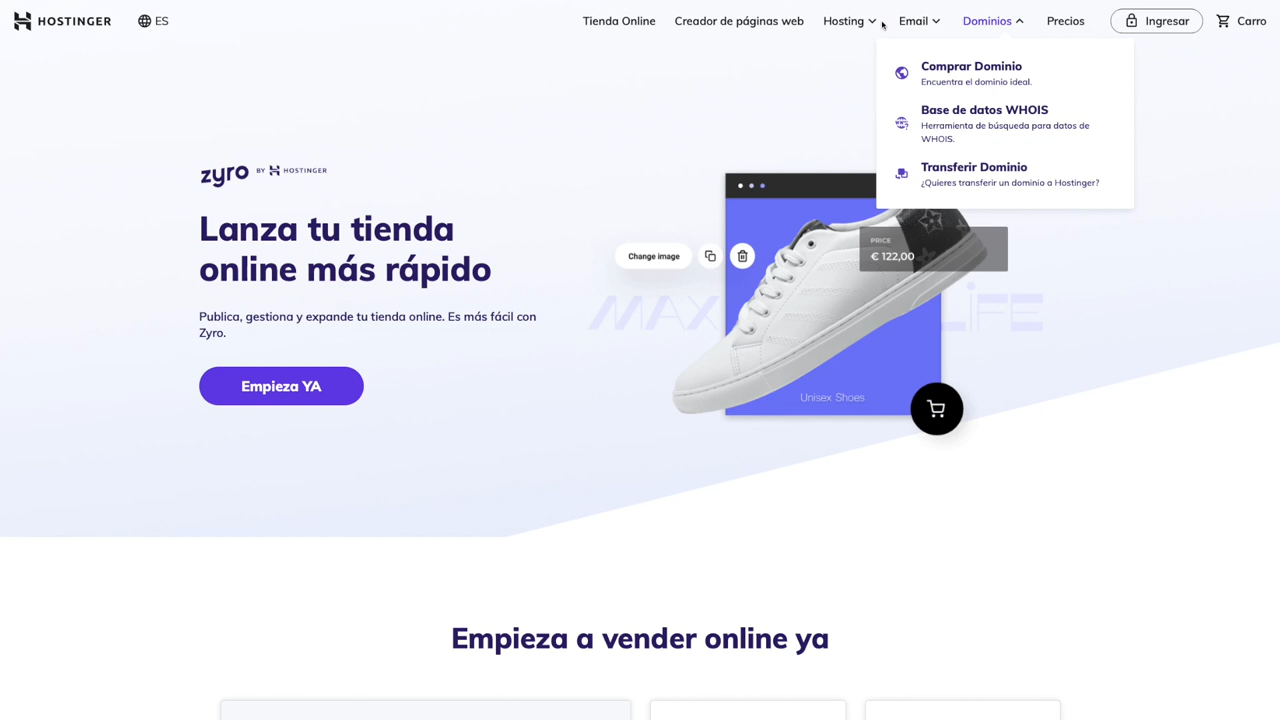 HOSTINGER
ES
Tienda Online
Creador de páginas web
Hosting
Email
Dominios
Precios
Ingresar
Carro
Comprar Dominio
Encuentra el dominio ideal.
Base de datos WHOIS
Herramienta de búsqueda para datos de
WHOIS.
Transferir Dominio
¿Quieres transferir un dominio a Hostinger?
zyro BY HOSTINGER
Lanza tu tienda
online más rápido
Publica, gestiona y expande tu tienda online. Es más fácil con
Zyro.
Empieza YA
Change image
PRICE
€ 122,00
MAX LIFE
Unisex Shoes
Empieza a vender online ya